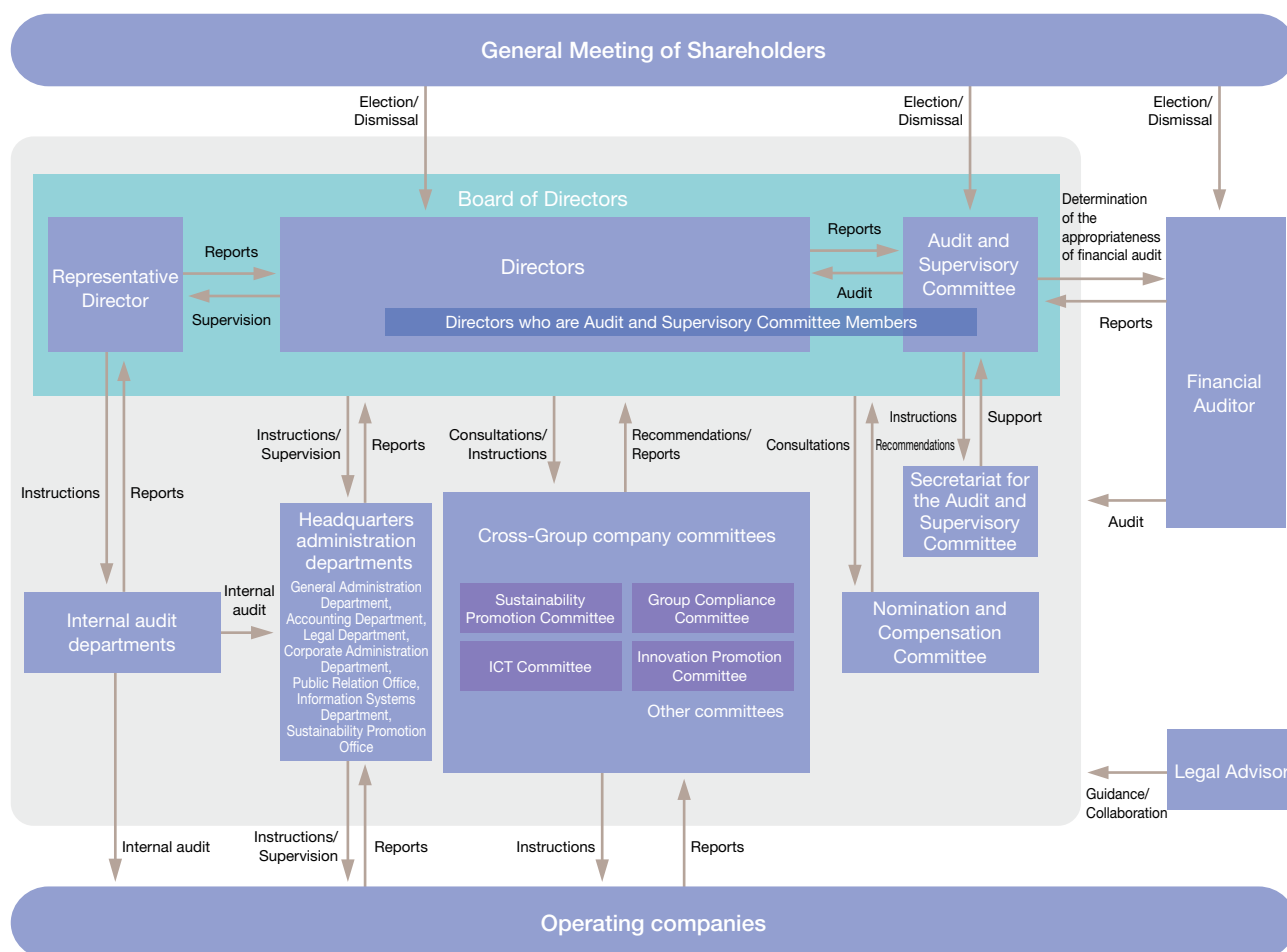 General Meeting of Shareholders
Election/
Dismissal
Election/
Dismissal
Election/
Dismissal
Board of Directors
Representative
Director
Reports
Supervision
Directors
Directors who are Audit and Supervisory Committee Members
Reports
Audit
Audit and
Supervisory
Committee
Determination
of the
appropriateness
of financial audit
Reports
Financial
Auditor
Instructions
Reports
Instructions/
Supervision
Reports
Consultations/
Instructions
Recommendations/
Reports
Consultations
Recommendations
Instructions
Support
Secretariat for
the Audit and
Supervisory
Committee
Audit
Internal audit
departments
Internal
audit
Headquarters
administration
departments
General Administration
Department,
Accounting Department,
Legal Department,
Corporate Administration
Department,
Public Relation Office,
Information Systems
Department,
Sustainability Promotion
Office
Cross-Group company committees
Sustainability
Promotion Committee
Group Compliance
Committee
ICT Committee
Innovation Promotion
Committee
Other committees
Nomination and
Compensation
Committee
Legal Advisor
Guidance/
Collaboration
Internal audit
Instructions/
Supervision
Reports
Instructions
Reports
Operating companies